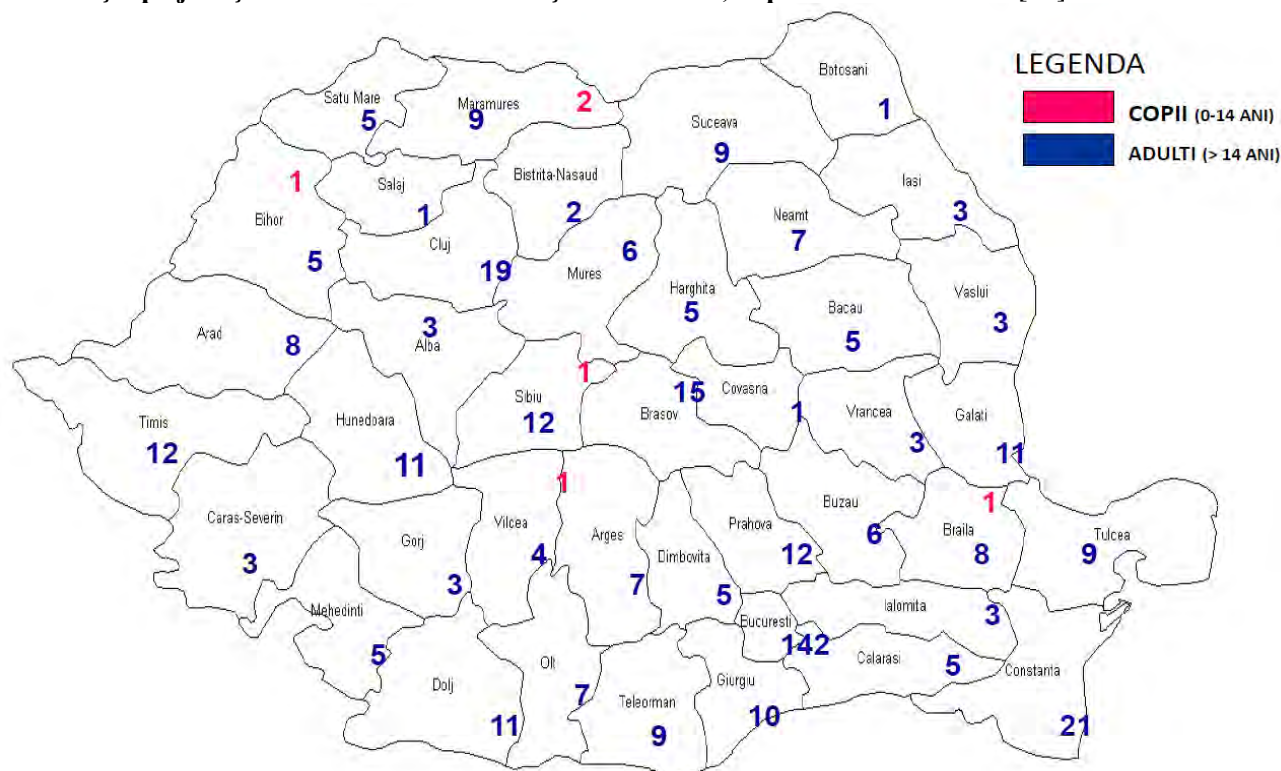 LEGENDA
COPII (0-14 ANI)
ADULTI (> 14 ANI)
Botosani
1
Satu Mare
5
Maramures
9
2
Suceava
9
Iasi
3
Bihor
1
5
Salaj
1
Bistrita-Nasaud
2
Cluj
19
Mures
6
Neamt
7
Harghita
5
Bacau
5
Vaslui
3
Arad
8
Alba
3
Timis
12
Hunedoara
11
Sibiu
1
12
Brasov
15
Covasna
1
Vrancea
3
Galati
11
Caras-Severin
3
Gorj
3
Vilcea
1
4
Arges
7
Dimbovita
5
Prahova
12
Buzau
6
Braila
1
8
Tulcea
9
Mehedinti
5
Dolj
11
Olt
7
Teleorman
9
Giurgiu
10
Bucuresti
142
Ialomita
3
Calarasi
5
Constanta
21